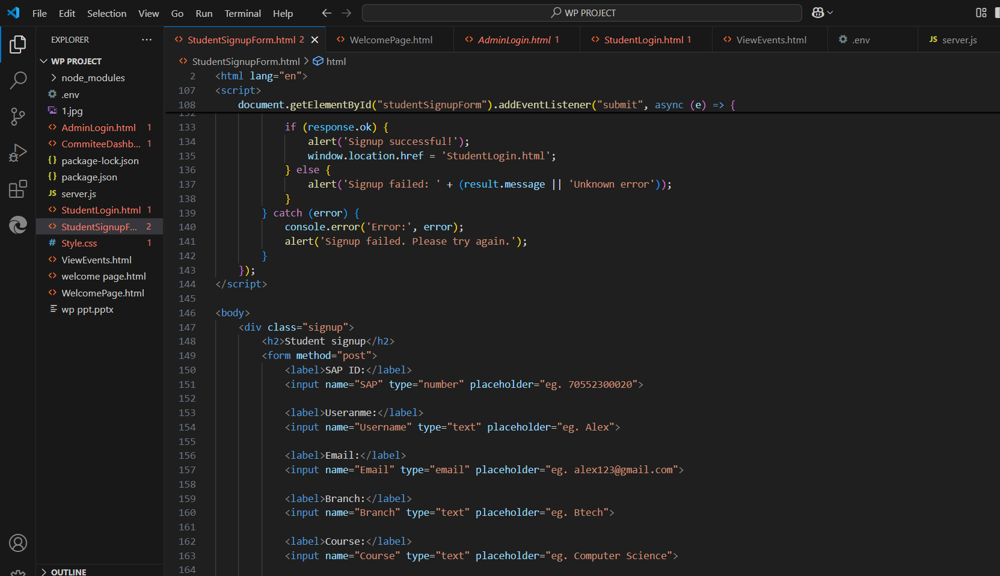 File Edit Selection View Go Run Terminal Help WP PROJECT
EXPLORER ...
StudentSignupForm.html 2 WelcomePage.html AdminLogin.html 1 StudentLogin.html 1 ViewEvents.html .env JS server.js
WP PROJECT
node_modules
.env
1.jpg
AdminLogin.html 1
CommiteeDashb... 1
{} package-lock.json
{} package.json
JS server.js
StudentLogin.html 1
StudentSignupF... 2
# Style.css 1
ViewEvents.html
welcome page.html
WelcomePage.html
wp ppt.pptx
OUTLINE
StudentSignupForm.html > html
2 <html lang="en">
107 <script>
108 document.getElementById("studentSignupForm").addEventListener("submit", async (e) => {
132
133 if (response.ok) {
134 alert('Signup successful!');
135 window.location.href = 'StudentLogin.html';
136 } else {
137 alert('Signup failed: ' + (result.message || 'Unknown error'));
138 }
139 } catch (error) {
140 console.error('Error:', error);
141 alert('Signup failed. Please try again.');
142 }
143 });
144 </script>
145
146 <body>
147 <div class="signup">
148 <h2>Student signup</h2>
149 <form method="post">
150 <label>SAP ID:</label>
151 <input name="SAP" type="number" placeholder="eg. 70552300020">
152
153 <label>Useranme:</label>
154 <input name="Username" type="text" placeholder="eg. Alex">
155
156 <label>Email:</label>
157 <input name="Email" type="email" placeholder="eg. alex123@gmail.com">
158
159 <label>Branch:</label>
160 <input name="Branch" type="text" placeholder="eg. Btech">
161
162 <label>Course:</label>
163 <input name="Course" type="text" placeholder="eg. Computer Science">
164